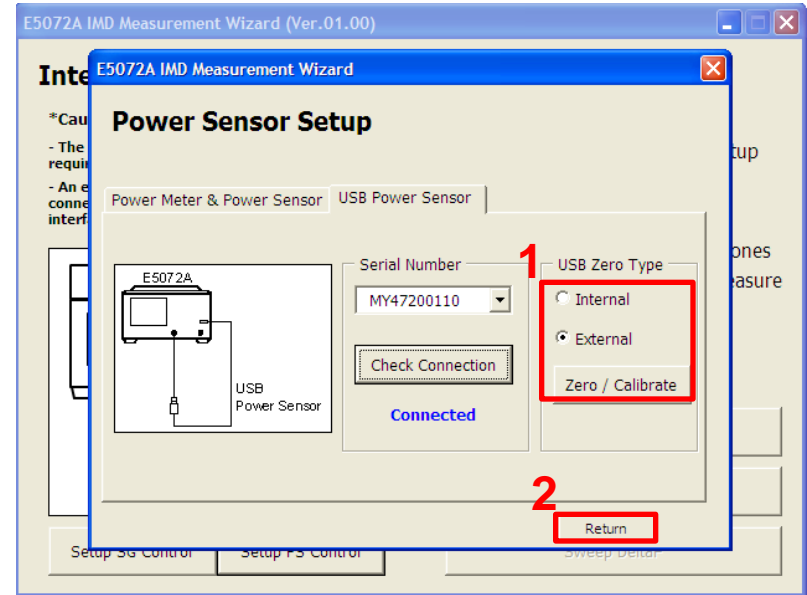 E5072A IMD Measurement Wizard (Ver.01.00)
Inte
E5072A IMD Measurement Wizard
*Cau
Power Sensor Setup
- The
requir
tup
- An e
conne
interf
Power Meter & Power Sensor
USB Power Sensor
1
ones
easure
E5072A
USB
Power Sensor
Serial Number
MY47200110
Check Connection
Connected
USB Zero Type
Internal
External
Zero / Calibrate
2
Return
Setup SG Control
Setup PS Control
Sweep Deltaf